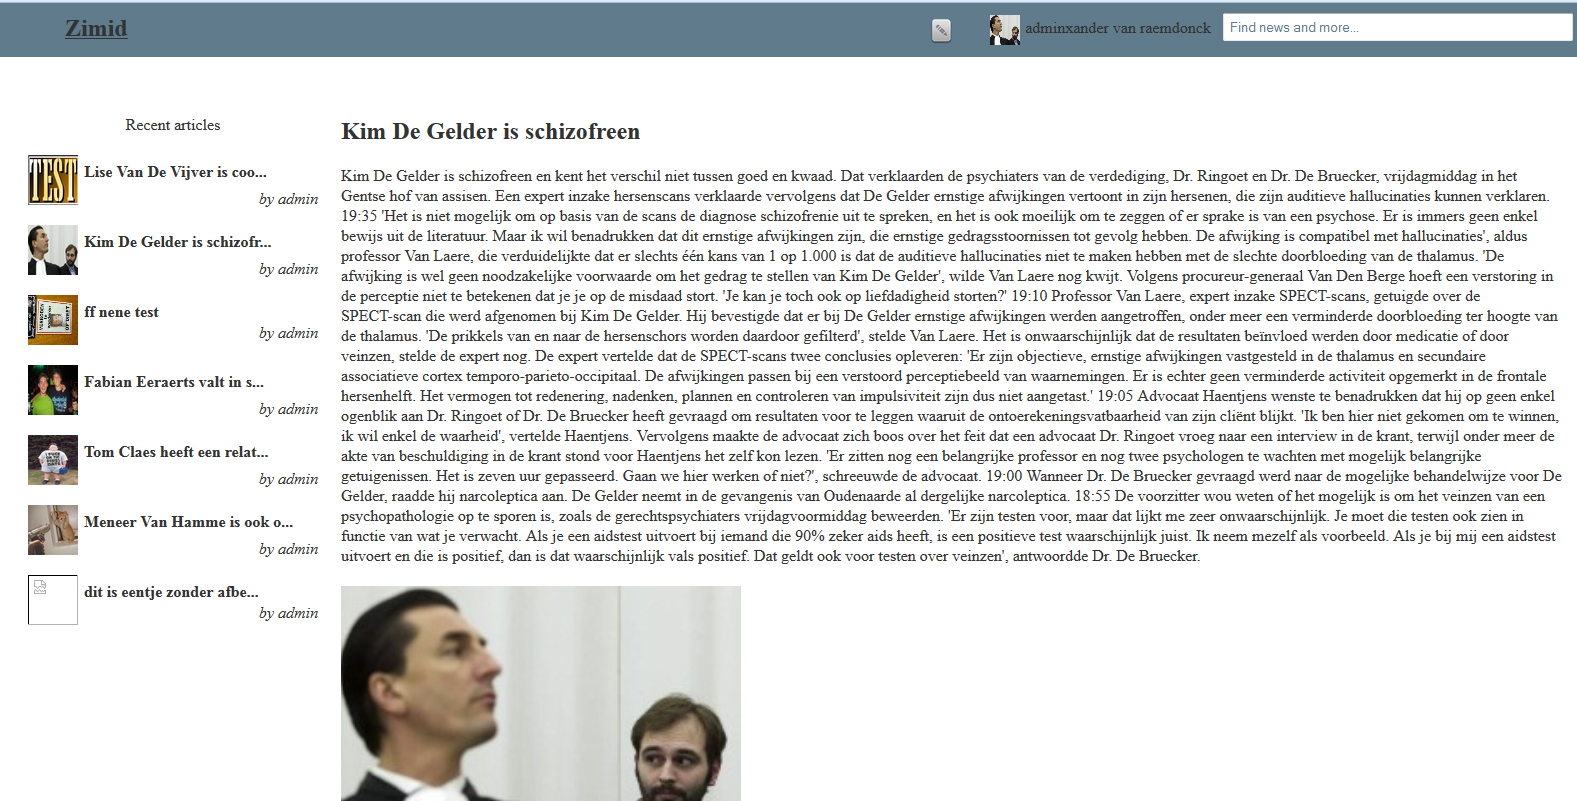 Zimid
adminxander van raemdonck
Find news and more...
Recent articles
Lise Van De Vijver is coo...
by admin
Kim De Gelder is schizofr...
by admin
ff nene test
by admin
Fabian Eeraerts valt in s...
by admin
Tom Claes heeft een relat...
by admin
Meneer Van Hamme is ook o...
by admin
dit is eentje zonder afbe...
by admin
TEST
Kim De Gelder is schizofreen
Kim De Gelder is schizofreen en kent het verschil niet tussen goed en kwaad. Dat verklaarden de psychiaters van de verdediging, Dr. Ringoet en Dr. De Bruecker, vrijdagmiddag in het
Gentse hof van assisen. Een expert inzake hersenscans verklaarde vervolgens dat De Gelder ernstige afwijkingen vertoont in zijn hersenen, die zijn auditieve hallucinaties kunnen verklaren.
19:35 'Het is niet mogelijk om op basis van de scans de diagnose schizofrenie uit te spreken, en het is ook moeilijk om te zeggen of er sprake is van een psychose. Er is immers geen enkel
bewijs uit de literatuur. Maar ik wil benadrukken dat dit ernstige afwijkingen zijn, die ernstige gedragsstoornissen tot gevolg hebben. De afwijking is compatibel met hallucinaties', aldus
professor Van Laere, die verduidelijkte dat er slechts één kans van 1 op 1.000 is dat de auditieve hallucinaties niet te maken hebben met de slechte doorbloeding van de thalamus. 'De
afwijking is wel geen noodzakelijke voorwaarde om het gedrag te stellen van Kim De Gelder', wilde Van Laere nog kwijt. Volgens procureur-generaal Van Den Berge hoeft een verstoring in
de perceptie niet te betekenen dat je je op de misdaad stort. 'Je kan je toch ook op liefdadigheid storten?' 19:10 Professor Van Laere, expert inzake SPECT-scans, getuigde over de
SPECT-scan die werd afgenomen bij Kim De Gelder. Hij bevestigde dat er bij De Gelder ernstige afwijkingen werden aangetroffen, onder meer een verminderde doorbloeding ter hoogte van
de thalamus. 'De prikkels van en naar de hersenschors worden daardoor gefilterd', stelde Van Laere. Het is onwaarschijnlijk dat de resultaten beïnvloed werden door medicatie of door
veinzen, stelde de expert nog. De expert vertelde dat de SPECT-scans twee conclusies opleveren: 'Er zijn objectieve, ernstige afwijkingen vastgesteld in de thalamus en secundaire
associatieve cortex temporo-parieto-occipitaal. De afwijkingen passen bij een verstoord perceptiebeeld van waarnemingen. Er is echter geen verminderde activiteit opgemerkt in de frontale
hersenhelft. Het vermogen tot redenering, nadenken, plannen en controleren van impulsiviteit zijn dus niet aangetast.' 19:05 Advocaat Haentjens wenste te benadrukken dat hij op geen enkel
ogenblik aan Dr. Ringoet of Dr. De Bruecker heeft gevraagd om resultaten voor te leggen waaruit de ontoerekeningsvatbaarheid van zijn cliënt blijkt. 'Ik ben hier niet gekomen om te winnen,
ik wil enkel de waarheid', vertelde Haentjens. Vervolgens maakte de advocaat zich boos over het feit dat een advocaat Dr. Ringoet vroeg naar een interview in de krant, terwijl onder meer de
akte van beschuldiging in de krant stond voor Haentjens het zelf kon lezen. 'Er zitten nog een belangrijke professor en nog twee psychologen te wachten met mogelijk belangrijke
getuigenissen. Het is zeven uur gepasseerd. Gaan we hier werken of niet?', schreeuwde de advocaat. 19:00 Wanneer Dr. De Bruecker gevraagd werd naar de mogelijke behandelwijze voor De
Gelder, raadde hij narcoleptica aan. De Gelder neemt in de gevangenis van Oudenaarde al dergelijke narcoleptica. 18:55 De voorzitter wou weten of het mogelijk is om het veinzen van een
psychopathologie op te sporen is, zoals de gerechtspsychiaters vrijdagvoormiddag beweerden. 'Er zijn testen voor, maar dat lijkt me zeer onwaarschijnlijk. Je moet die testen ook zien in
functie van wat je verwacht. Als je een aidstest uitvoert bij iemand die 90% zeker aids heeft, is een positieve test waarschijnlijk juist. Ik neem mezelf als voorbeeld. Als je bij mij een aidstest
uitvoert en die is positief, dan is dat waarschijnlijk vals positief. Dat geldt ook voor testen over veinzen', antwoordde Dr. De Bruecker.